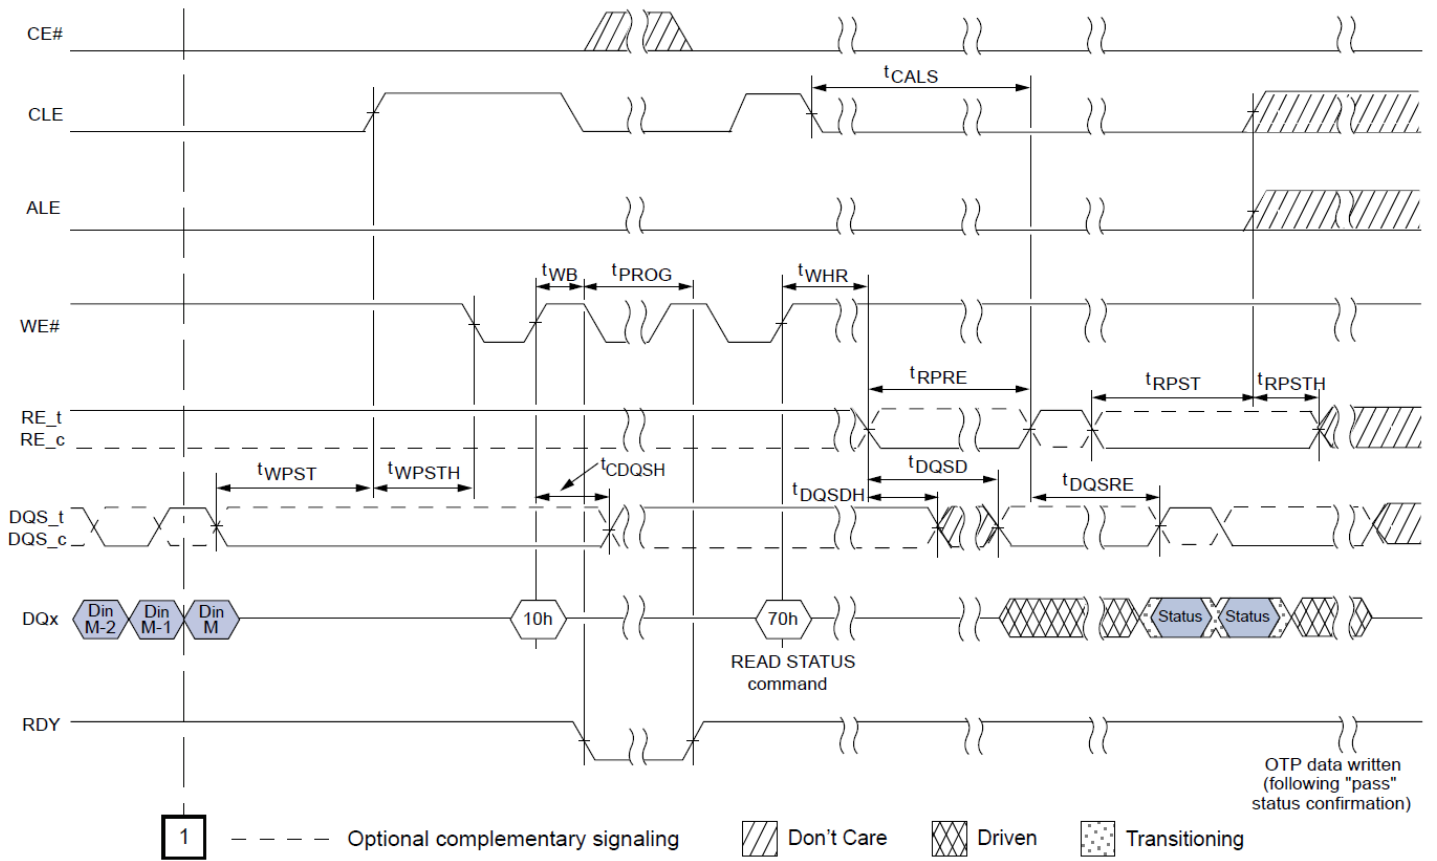 CE#
tCALS
CLE
ALE
tWB
tPROG
tWHR
WE#
tRPRE
tRPST
tRPSTH
RE_t
RE_c
tWPST
tWPSTH
tCDQSH
tDQSD
tDQSDH
tDQSRE
DQS_t
DQS_c
DQx
Din
M-2
Din
M-1
Din
M
10h
70h
Status
Status
READ STATUS
command
RDY
OTP data written
(following "pass"
status confirmation)
1
Optional complementary signaling
Don't Care
Driven
Transitioning